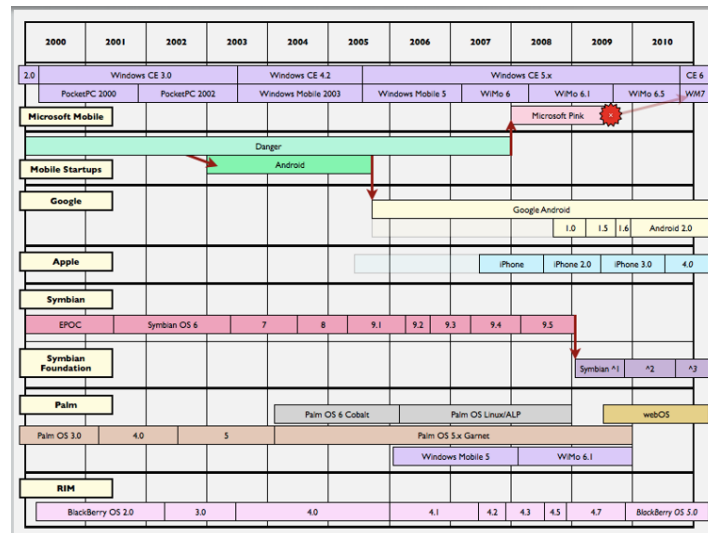 2000 2001 2002 2003 2004 2005 2006 2007 2008 2009 2010
2.0 Windows CE 3.0 Windows CE 4.2 Windows CE 5.x CE 6
PocketPC 2000 PocketPC 2002 Windows Mobile 2003 Windows Mobile 5 WiMo 6 WiMo 6.1 WiMo 6.5 WM7
Microsoft Mobile Microsoft Pink x
Danger
Mobile Startups Android
Google Google Android
1.0 1.5 1.6 Android 2.0
Apple iPhone iPhone 2.0 iPhone 3.0 4.0
Symbian
EPOC Symbian OS 6 7 8 9.1 9.2 9.3 9.4 9.5
Symbian
Foundation Symbian ^1 ^2 ^3
Palm Palm OS 6 Cobalt Palm OS Linux/ALP webOS
Palm OS 3.0 4.0 5 Palm OS 5.x Garnet
Windows Mobile 5 WiMo 6.1
RIM
BlackBerry OS 2.0 3.0 4.0 4.1 4.2 4.3 4.5 4.7 BlackBerry OS 5.0